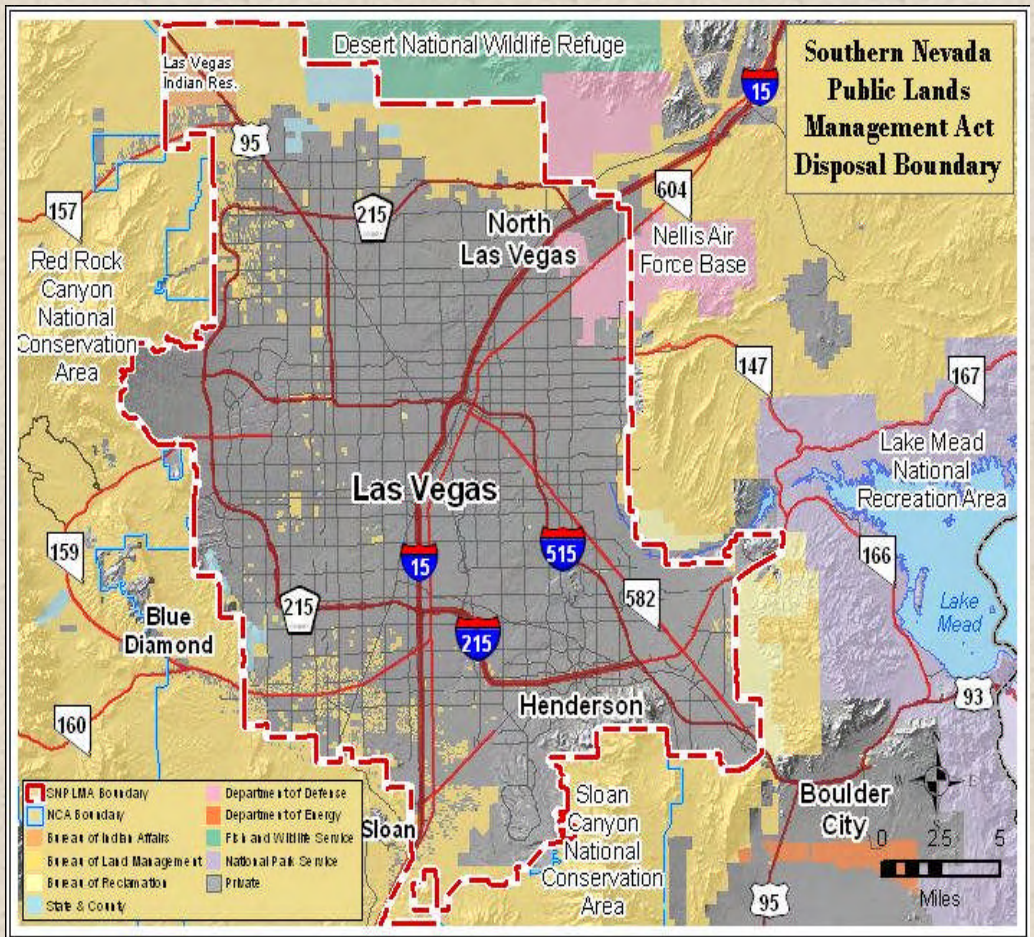 Southern Nevada
Public Lands
Management Act
Disposal Boundary
Desert National Wildlife Refuge
Las Vegas
Indian Res.
15
95
604
157
215
North
Las Vegas
Nellis Air
Force Base
Red Rock
Canyon
National
Conservation
Area
147
167
Lake Mead
National
Recreation Area
Las Vegas
159
15
515
166
582
Lake
Mead
Blue
Diamond
215
215
Henderson
93
160
Boulder
City
Sloan
Sloan
Canyon
National
Conservation
Area
95
W
E
0 2.5 5
Miles
SNPLMA Boundary
NCA Boundary
Bureau of Indian Affairs
Bureau of Land Management
Bureau of Reclamation
State & County
Department of Defense
Department of Energy
Fish and Wildlife Service
National Park Service
Private